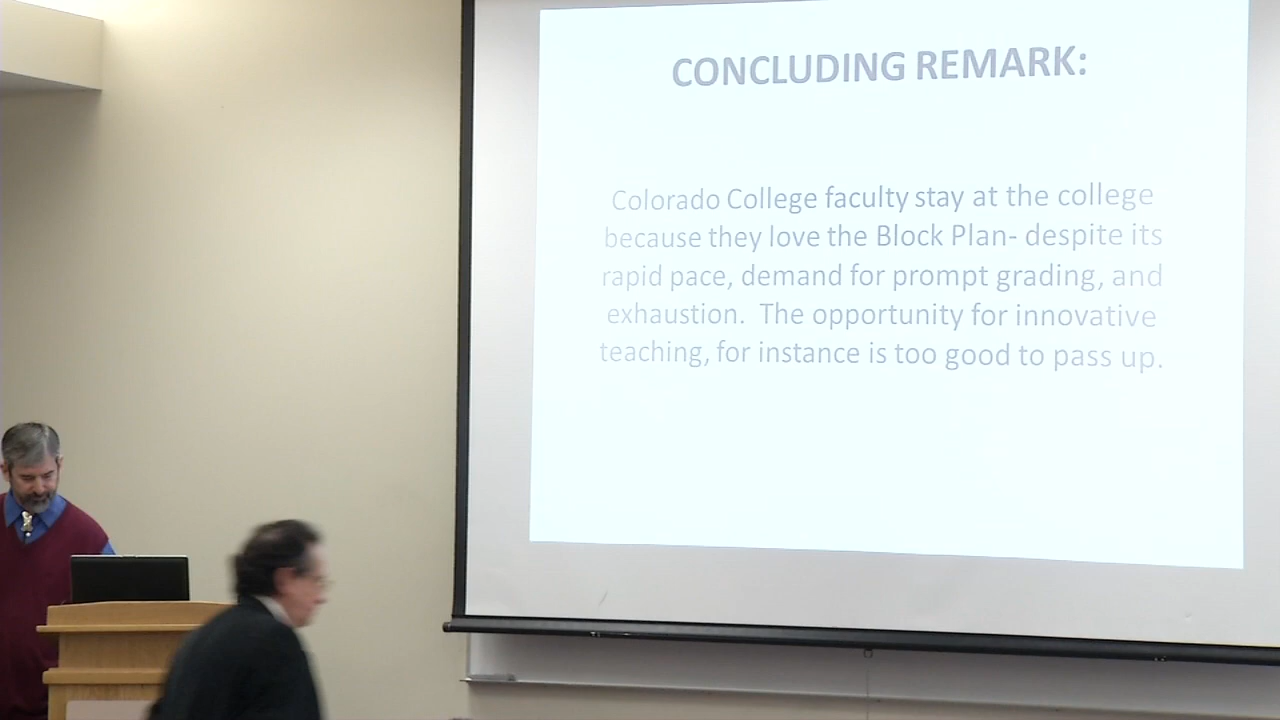 CONCLUDING REMARK:
Colorado College faculty stay at the college
because they love the Block Plan- despite its
rapid pace, demand for prompt grading, and
exhaustion.  The opportunity for innovative
teaching, for instance is too good to pass up.